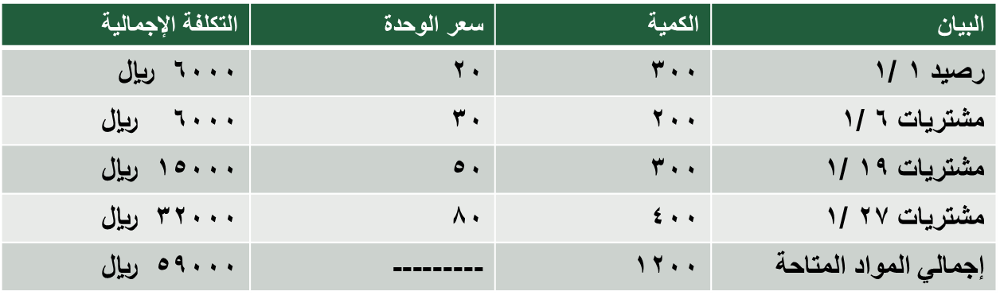 البيان الكمية سعر الوحدة التكلفة الإجمالية
رصيد ١ /١ ٣٠٠ ٢٠ ٦٠٠٠ ريال
مشتريات ٦ /١ ٢٠٠ ٣٠ ٦٠٠٠ ريال
مشتريات ١٩ /١ ٣٠٠ ٥٠ ١٥٠٠٠ ريال
مشتريات ٢٧ /١ ٤٠٠ ٨٠ ٣٢٠٠٠ ريال
إجمالي المواد المتاحة ١٢٠٠ --------- ٥٩٠٠٠ ريال